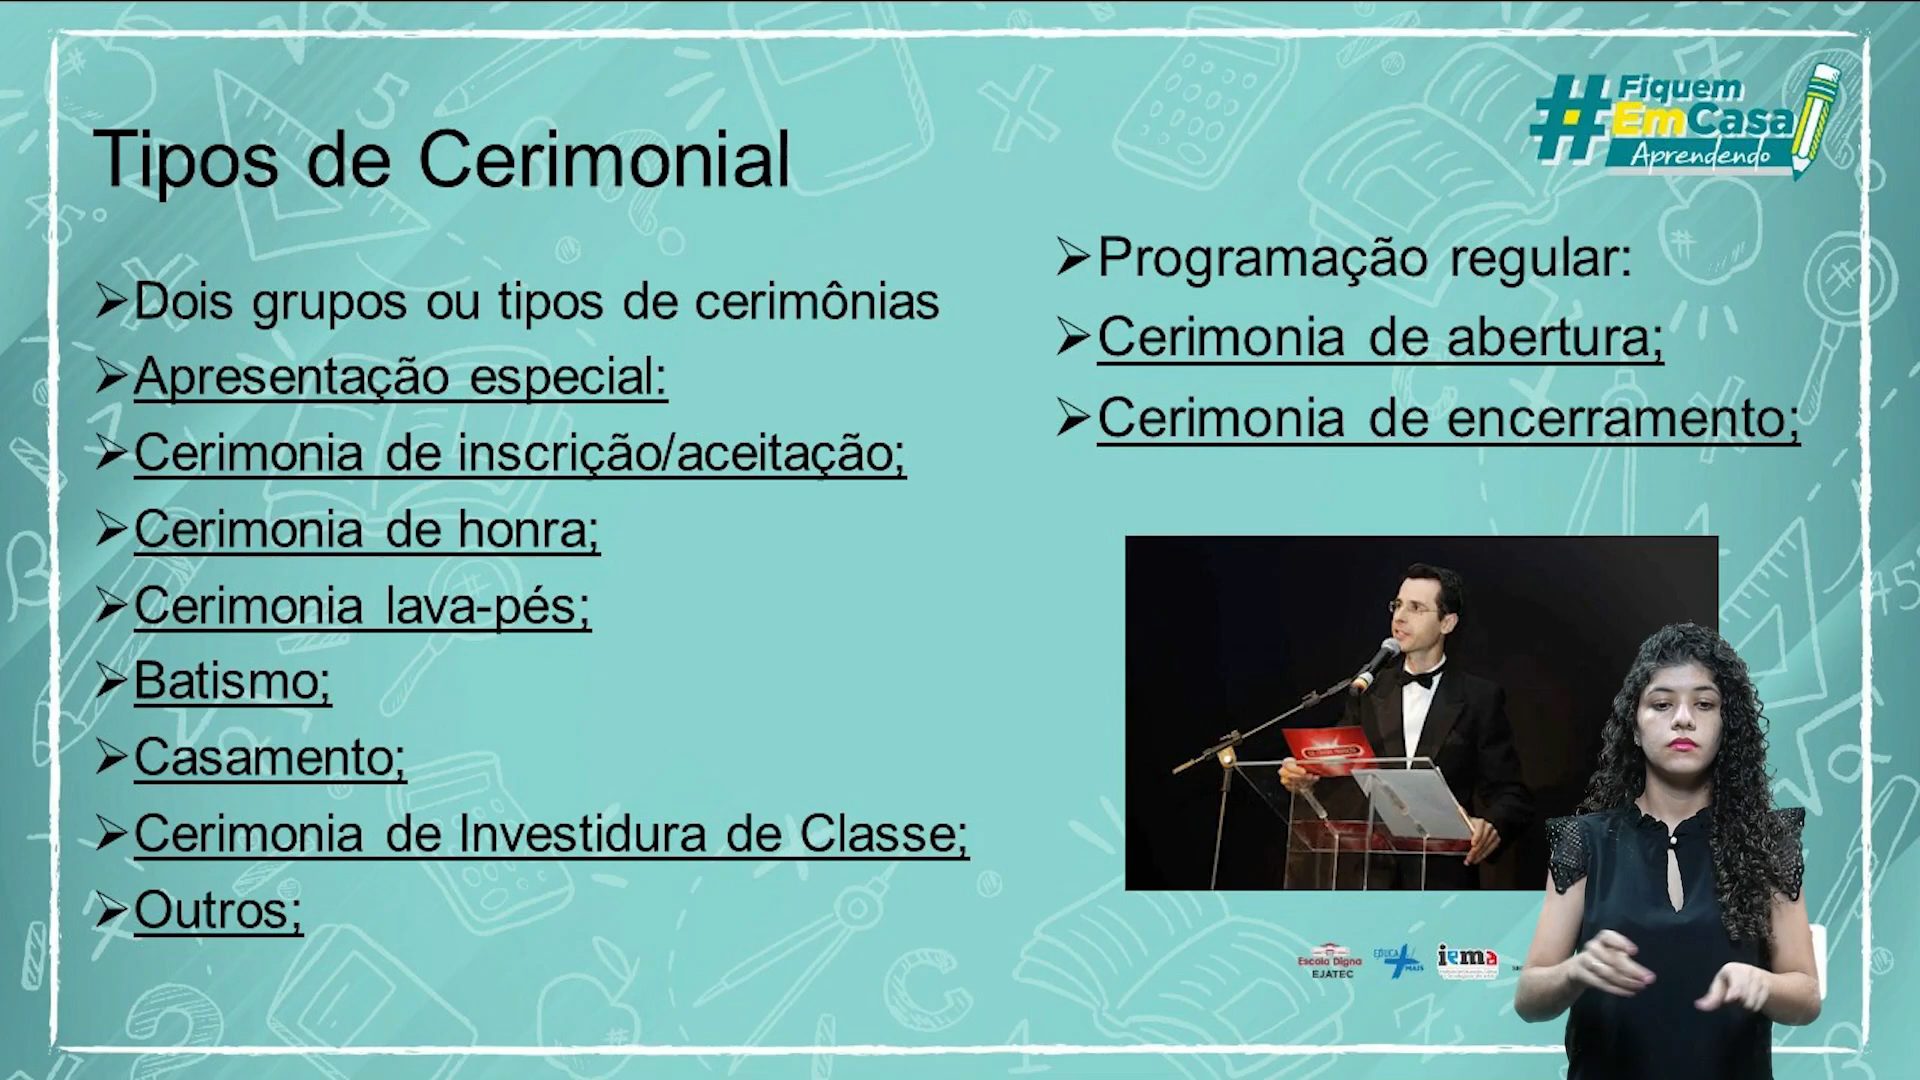 Tipos de Cerimonial
#Fiquem
EmCasa
Aprendendo
➢Dois grupos ou tipos de cerimônias
➢Apresentação especial:
➢Cerimonia de inscrição/aceitação;
➢Cerimonia de honra;
➢Cerimonia lava-pés;
➢Batismo;
➢Casamento;
➢Cerimonia de Investidura de Classe;
➢Outros;
➢Programação regular:
➢Cerimonia de abertura;
➢Cerimonia de encerramento;
Escola Digna
EJATEC
EDUCA
MAIS
iema